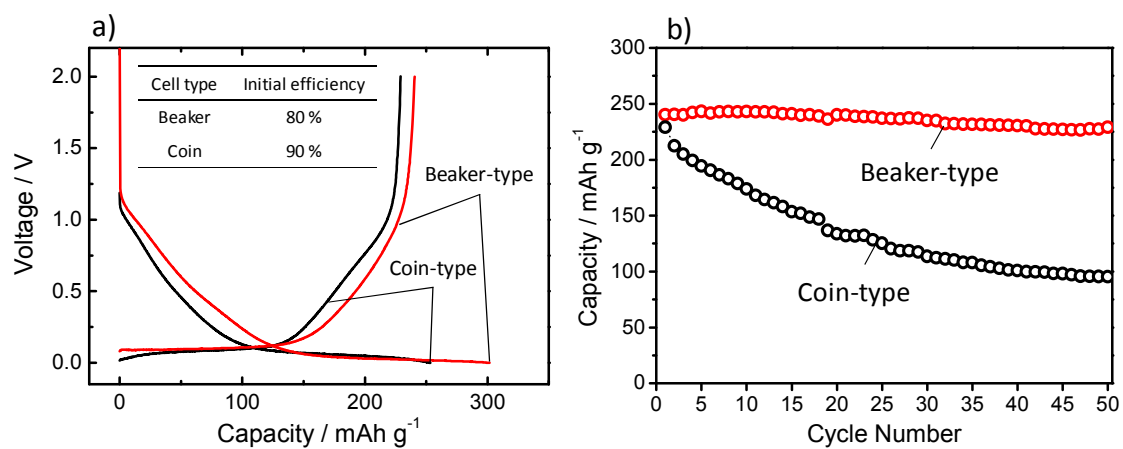 a)
Voltage / V
2.0
1.5
1.0
0.5
0.0
Cell type Initial efficiency
Beaker 80 %
Coin 90 %
Beaker-type
Coin-type
0 100 200 300
Capacity / mAh g⁻¹
b)
Capacity / mAh g⁻¹
300
250
200
150
100
50
0
Beaker-type
Coin-type
0 5 10 15 20 25 30 35 40 45 50
Cycle Number